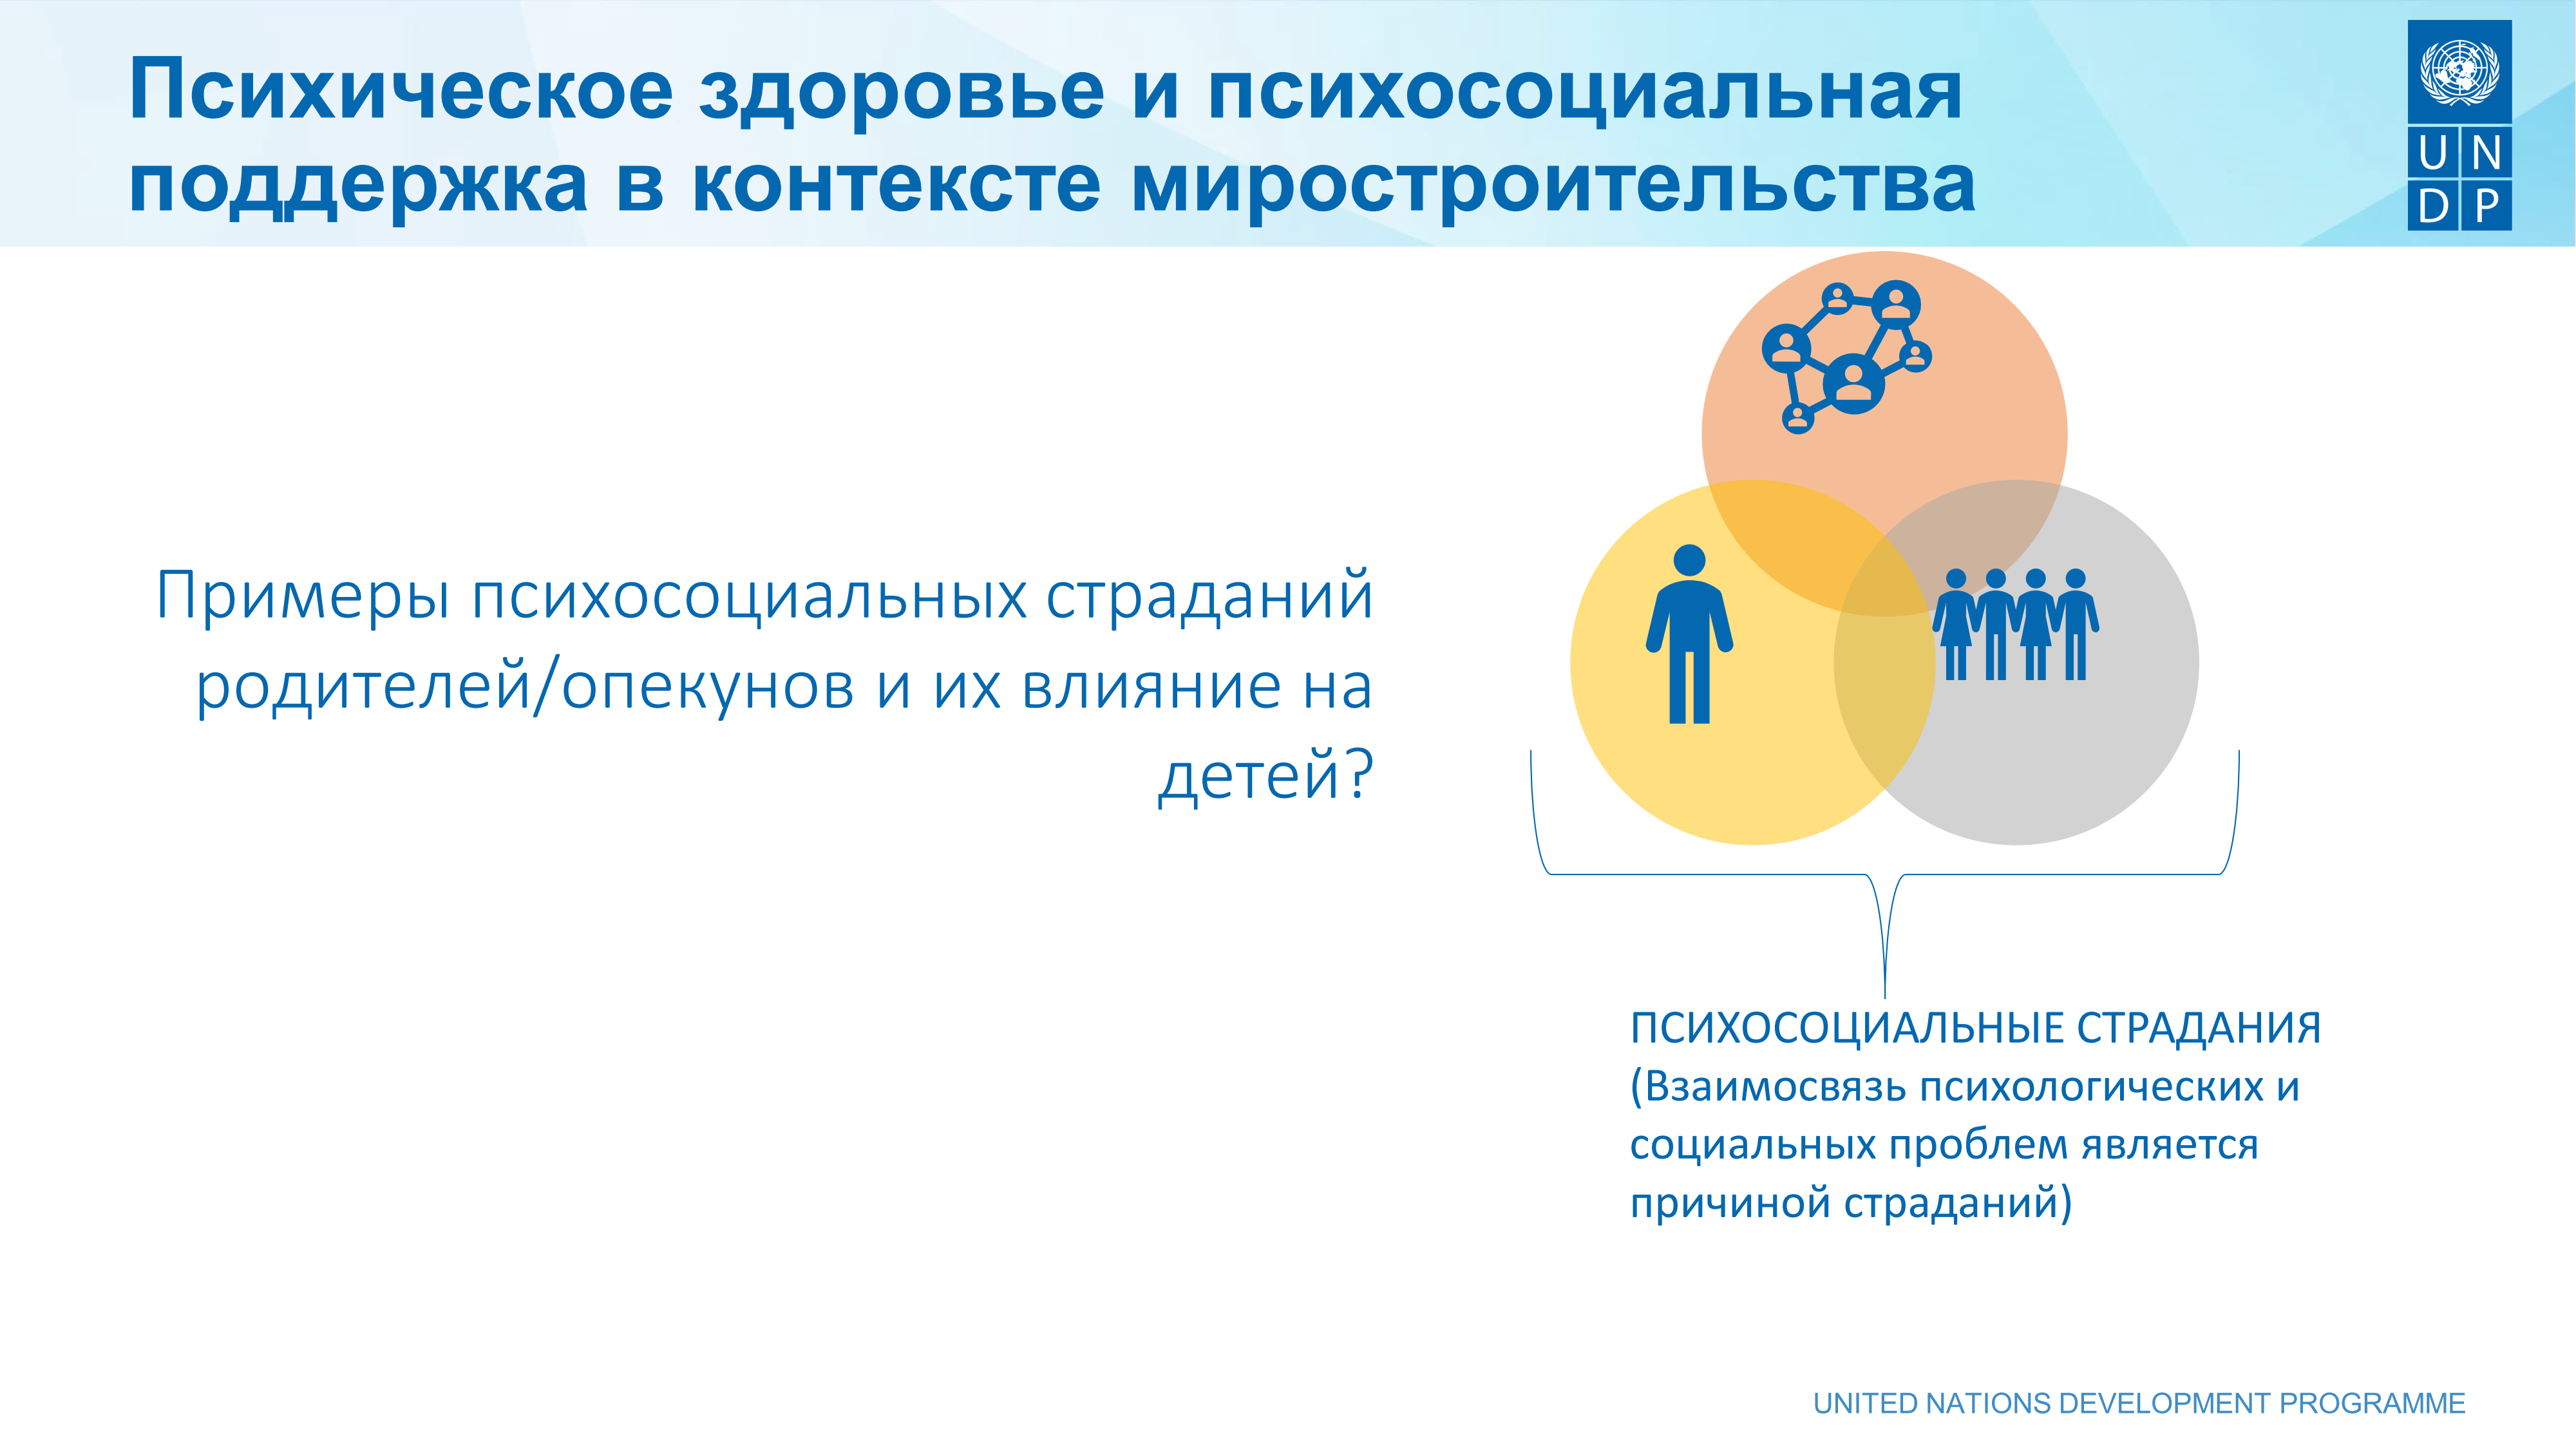 Психическое здоровье и психосоциальная
поддержка в контексте миростроительства
U N
D P
Примеры психосоциальных страданий
родителей/опекунов и их влияние на
детей?
ПСИХОСОЦИАЛЬНЫЕ СТРАДАНИЯ
(Взаимосвязь психологических и
социальных проблем является
причиной страданий)
UNITED NATIONS DEVELOPMENT PROGRAMME